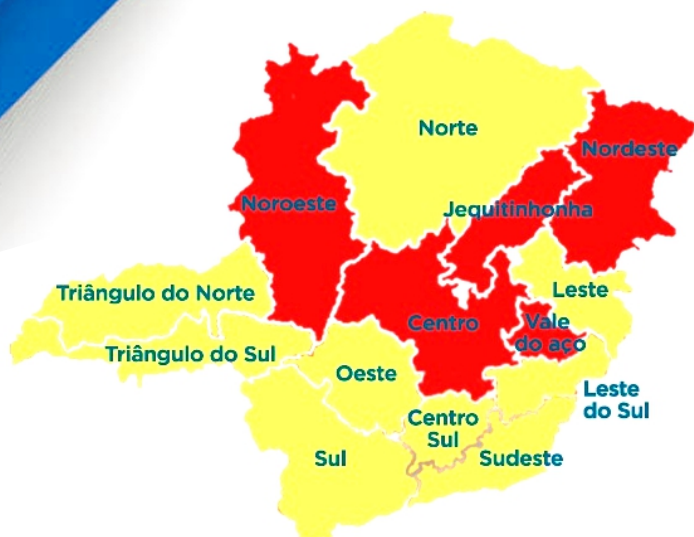 Norte
Nordeste
Noroeste
Jequitinhonha
Triângulo do Norte
Leste
Centro
Vale
do aço
Triângulo do Sul
Oeste
Leste
do Sul
Centro
Sul
Sul
Sudeste